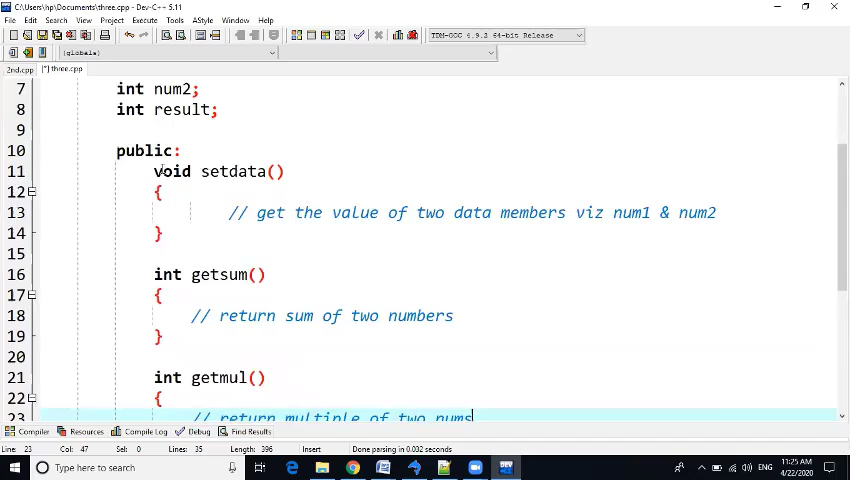 C:\Users\hp\Documents\three.cpp - Dev-C++ 5.11
File Edit Search View Project Execute Tools AStyle Window Help
TDM-GCC 4.9.2 64-bit Release
(globals)
2nd.cpp [*] three.cpp
7 int num2;
8 int result;
9
10 public:
11 void setdata()
12 {
13 // get the value of two data members viz num1 & num2
14 }
15
16 int getsum()
17 {
18 // return sum of two numbers
19 }
20
21 int getmul()
22 {
23 // return multiple of two nums
Compiler Resources Compile Log Debug Find Results
Line: 23 Col: 47 Sel: 0 Lines: 35 Length: 396 Insert Done parsing in 0.032 seconds
Type here to search
DEV
ENG
11:25 AM
4/22/2020